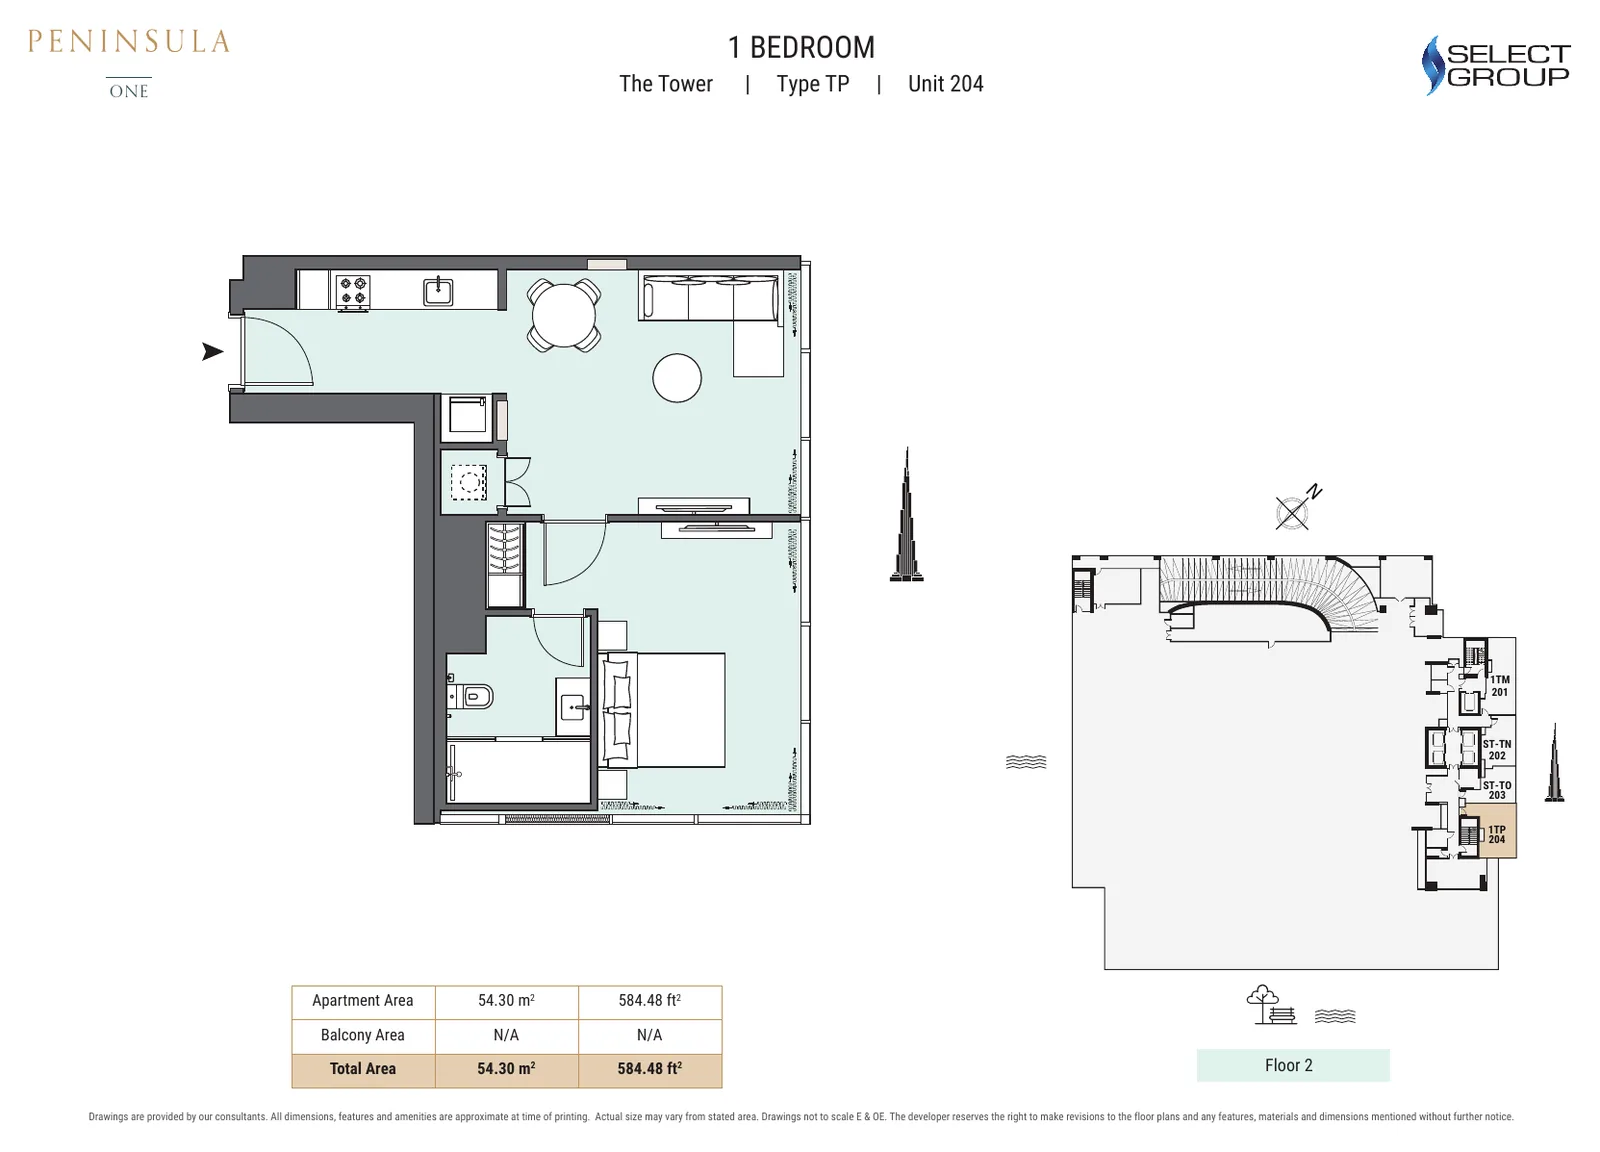 PENINSULA
ONE
1 BEDROOM
The Tower | Type TP | Unit 204
SELECT
GROUP
N
1TM
201
ST-TN
202
ST-TO
203
1TP
204
Apartment Area 54.30 m² 584.48 ft²
Balcony Area N/A N/A
Total Area 54.30 m² 584.48 ft²
Floor 2
Drawings are provided by our consultants. All dimensions, features and amenities are approximate at time of printing. Actual size may vary from stated area. Drawings not to scale E & OE. The developer reserves the right to make revisions to the floor plans and any features, materials and dimensions mentioned without further notice.